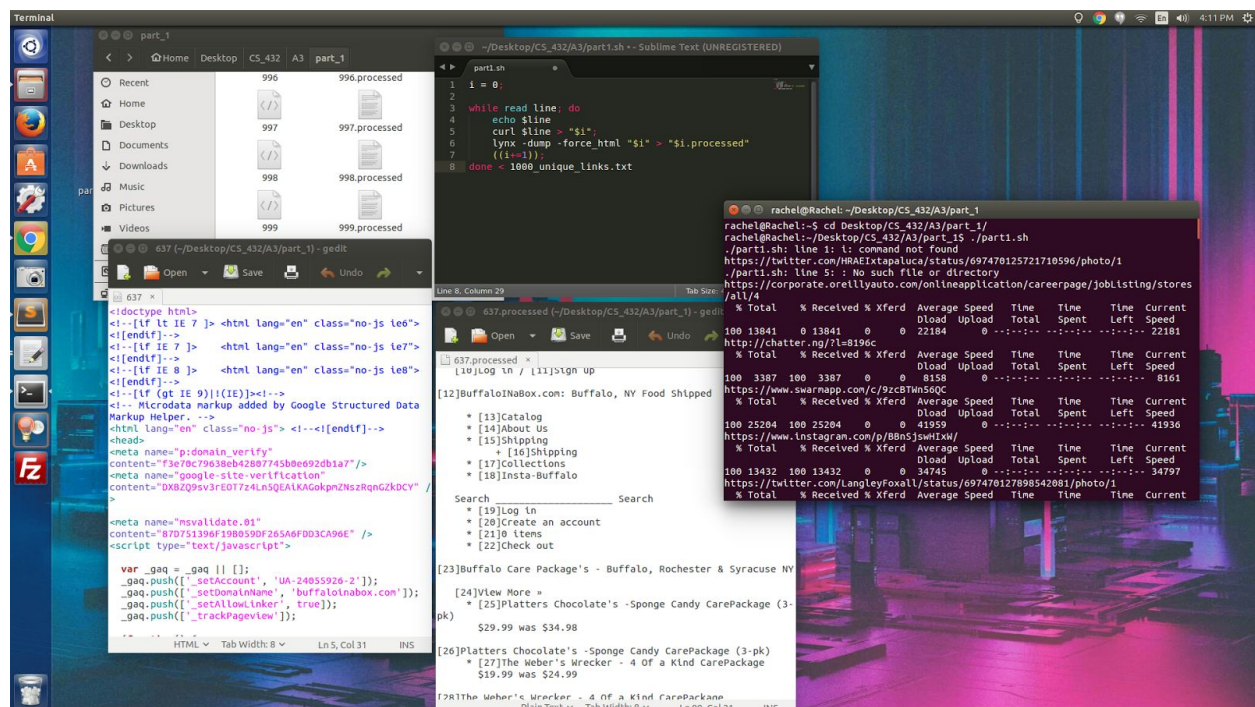 Terminal
En
4:11 PM
part_1
Home Desktop CS_432 A3 part_1
Recent
Home
Desktop
Documents
Downloads
Music
Pictures
Videos
996 996.processed
997 997.processed
998 998.processed
999 999.processed
~/Desktop/CS_432/A3/part1.sh • - Sublime Text (UNREGISTERED)
part1.sh
1 i = 0;
2
3 while read line; do
4 echo $line
5 curl $line > "$i";
6 lynx -dump -force_html "$i" > "$i.processed"
7 ((i+=1));
8 done < 1000_unique_links.txt
Line 8, Column 29
Tab Size:
rachel@Rachel: ~/Desktop/CS_432/A3/part_1
rachel@Rachel:~$ cd Desktop/CS_432/A3/part_1/
rachel@Rachel:~/Desktop/CS_432/A3/part_1$ ./part1.sh
./part1.sh: line 1: i: command not found
https://twitter.com/HRAEIxtapaluca/status/697470125721710596/photo/1
./part1.sh: line 5: : No such file or directory
https://corporate.oreillyauto.com/onlineapplication/careerpage/jobListing/stores
/all/4
% Total % Received % Xferd Average Speed Time Time Time Current
Dload Upload Total Spent Left Speed
100 13841 0 13841 0 0 22184 0 --:--:-- --:--:-- --:--:-- 22181
http://chatter.ng/?l=8196c
% Total % Received % Xferd Average Speed Time Time Time Current
Dload Upload Total Spent Left Speed
100 3387 100 3387 0 0 8158 0 --:--:-- --:--:-- --:--:-- 8161
https://www.swarmapp.com/c/9zcBTWn56QC
% Total % Received % Xferd Average Speed Time Time Time Current
Dload Upload Total Spent Left Speed
100 25204 100 25204 0 0 41959 0 --:--:-- --:--:-- --:--:-- 41936
https://www.instagram.com/p/BBnSjswHIxW/
% Total % Received % Xferd Average Speed Time Time Time Current
Dload Upload Total Spent Left Speed
100 13432 100 13432 0 0 34745 0 --:--:-- --:--:-- --:--:-- 34797
https://twitter.com/LangleyFoxall/status/697470127898542081/photo/1
% Total % Received % Xferd Average Speed Time Time Time Current
637 (~/Desktop/CS_432/A3/part_1) - gedit
Open Save Undo
637 ×
<!doctype html>
<!--[if lt IE 7 ]> <html lang="en" class="no-js ie6">
<![endif]-->
<!--[if IE 7 ]> <html lang="en" class="no-js ie7">
<![endif]-->
<!--[if IE 8 ]> <html lang="en" class="no-js ie8">
<![endif]-->
<!--[if (gt IE 9)|!(IE)]><!-->
<!-- Microdata markup added by Google Structured Data
Markup Helper. -->
<html lang="en" class="no-js"> <!--<![endif]-->
<head>
<meta name="p:domain_verify"
content="f3e70c79638eb42807745b0e692db1a7"/>
<meta name="google-site-verification"
content="DXBZQ9sv3rEOT7z4Ln5QEAiKAGokpmZNszRqnGZkDCY" /
>
<meta name="msvalidate.01"
content="87D751396F19B059DF265A6FDD3CA96E" />
<script type="text/javascript">
var _gaq = _gaq || [];
_gaq.push(['_setAccount', 'UA-24055926-2']);
_gaq.push(['_setDomainName', 'buffaloinabox.com']);
_gaq.push(['_setAllowLinker', true]);
_gaq.push(['_trackPageview']);
HTML Tab Width: 8 Ln 5, Col 31 INS
637.processed (~/Desktop/CS_432/A3/part_1) - gedit
Open Save Undo
637.processed ×
[10]Log in / [11]Sign up
[12]BuffaloINaBox.com: Buffalo, NY Food Shipped
* [13]Catalog
* [14]About Us
* [15]Shipping
+ [16]Shipping
* [17]Collections
* [18]Insta-Buffalo
Search ____________________ Search
* [19]Log in
* [20]Create an account
* [21]0 items
* [22]Check out
[23]Buffalo Care Package's - Buffalo, Rochester & Syracuse NY
[24]View More »
* [25]Platters Chocolate's -Sponge Candy CarePackage (3-
pk)
$29.99 was $34.98
[26]Platters Chocolate's -Sponge Candy CarePackage (3-pk)
* [27]The Weber's Wrecker - 4 Of a Kind CarePackage
$19.99 was $24.99
[28]The Weber's Wrecker - 4 Of a Kind CarePackage
Plain Text Tab Width: 8 INS